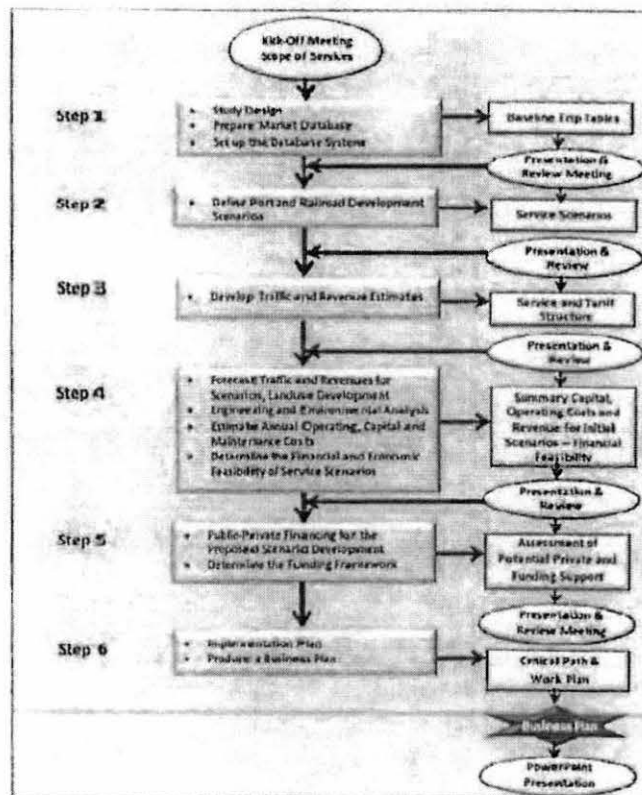 Kick-Off Meeting
Scope of Services
Step 1
Study Design
Prepare Market Database
Set up the Database Systems
Baseline Trip Tables
Presentation &
Review Meeting
Step 2
Define Port and Railroad Development
Scenarios
Service Scenarios
Presentation &
Review
Step 3
Develop Traffic and Revenue Estimates
Service and Tariff
Structure
Presentation &
Review
Step 4
Forecast Traffic and Revenues for
Scenarios, Landuse Development
Engineering and Environmental Analysis
Estimate Annual Operating, Capital and
Maintenance Costs
Determine the Financial and Economic
Feasibility of Service Scenarios
Summary Capital,
Operating Costs and
Revenue for Initial
Scenarios – Financial
Feasibility
Presentation &
Review
Step 5
Public-Private Financing for the
Proposed Scenario Development
Determine the Funding Framework
Assessment of
Potential Private and
Funding Support
Presentation &
Review Meeting
Step 6
Implementation Plan
Produce a Business Plan
Critical Path &
Work Plan
Business Plan
PowerPoint
Presentation